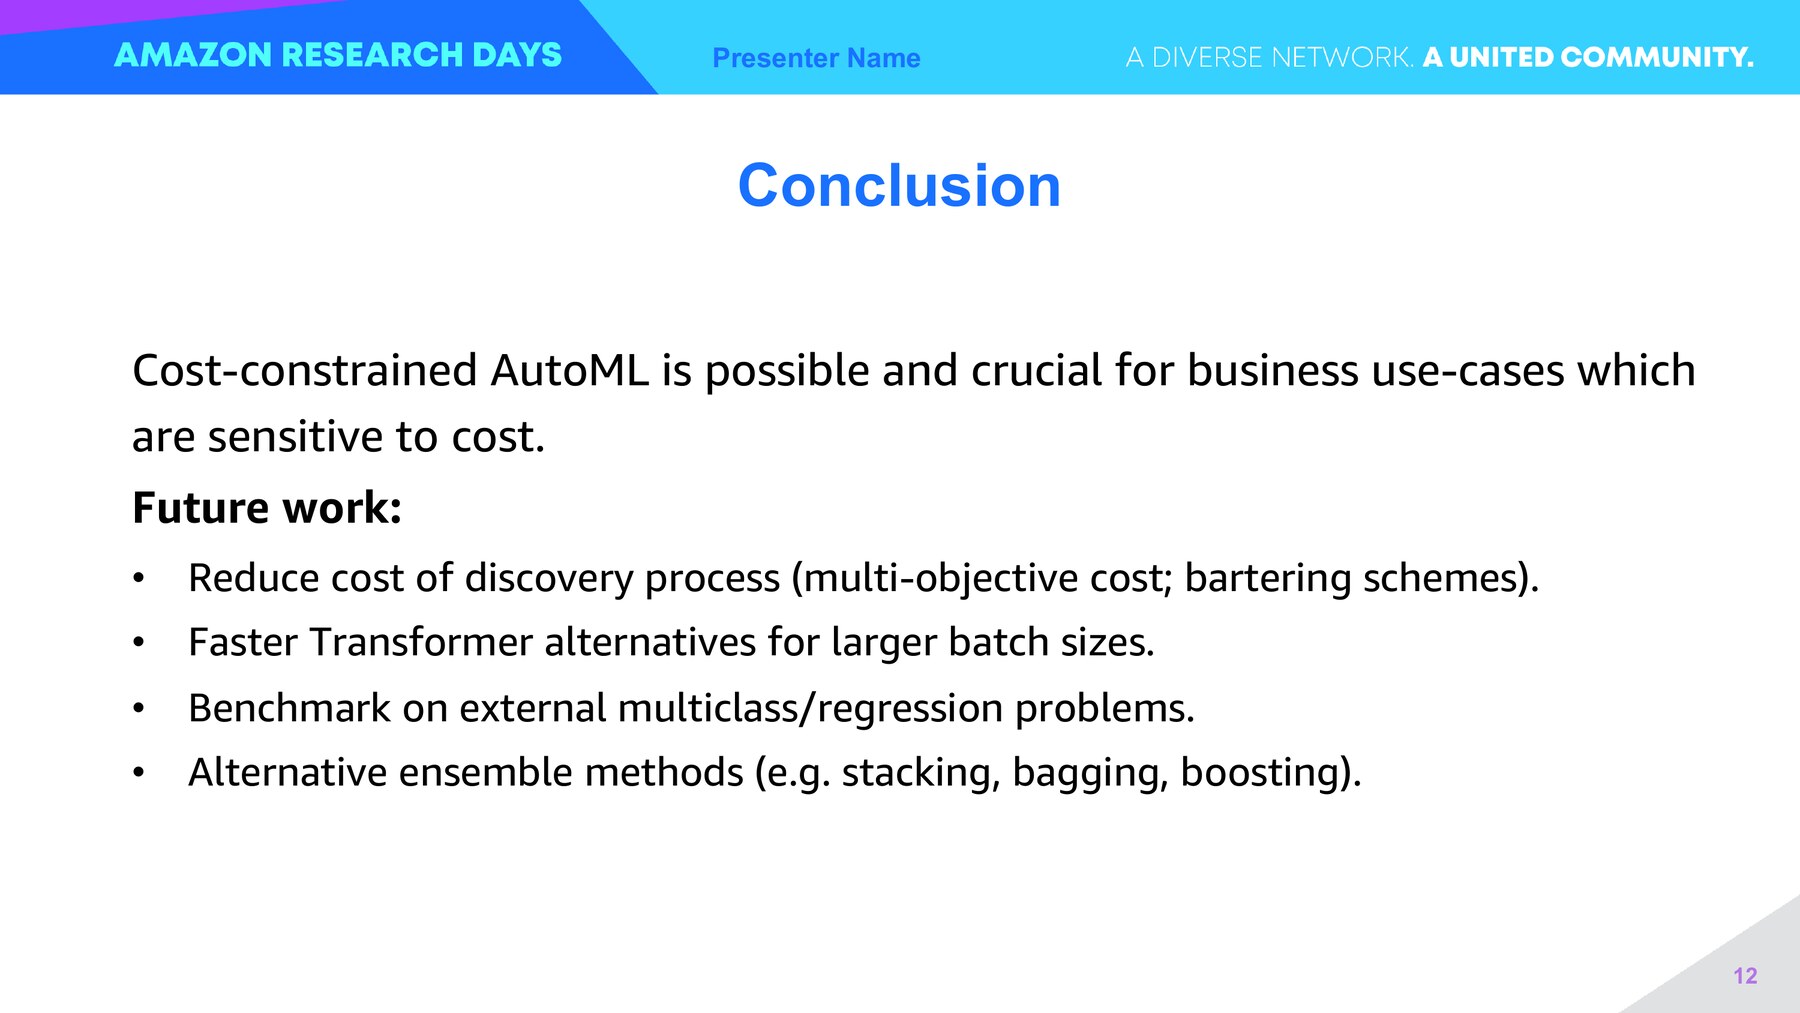 AMAZON RESEARCH DAYS
Presenter Name
A DIVERSE NETWORK. A UNITED COMMUNITY.
Conclusion
Cost-constrained AutoML is possible and crucial for business use-cases which
are sensitive to cost.
Future work:
• Reduce cost of discovery process (multi-objective cost; bartering schemes).
• Faster Transformer alternatives for larger batch sizes.
• Benchmark on external multiclass/regression problems.
• Alternative ensemble methods (e.g. stacking, bagging, boosting).
12